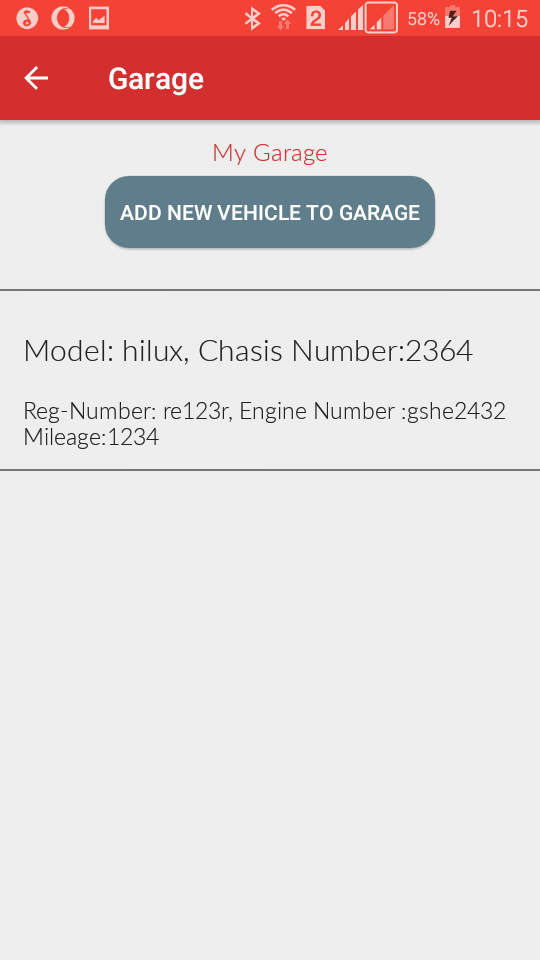 2 58% 10:15
Garage
My Garage
ADD NEW VEHICLE TO GARAGE
Model: hilux, Chasis Number:2364
Reg-Number: re123r, Engine Number :gshe2432
Mileage:1234